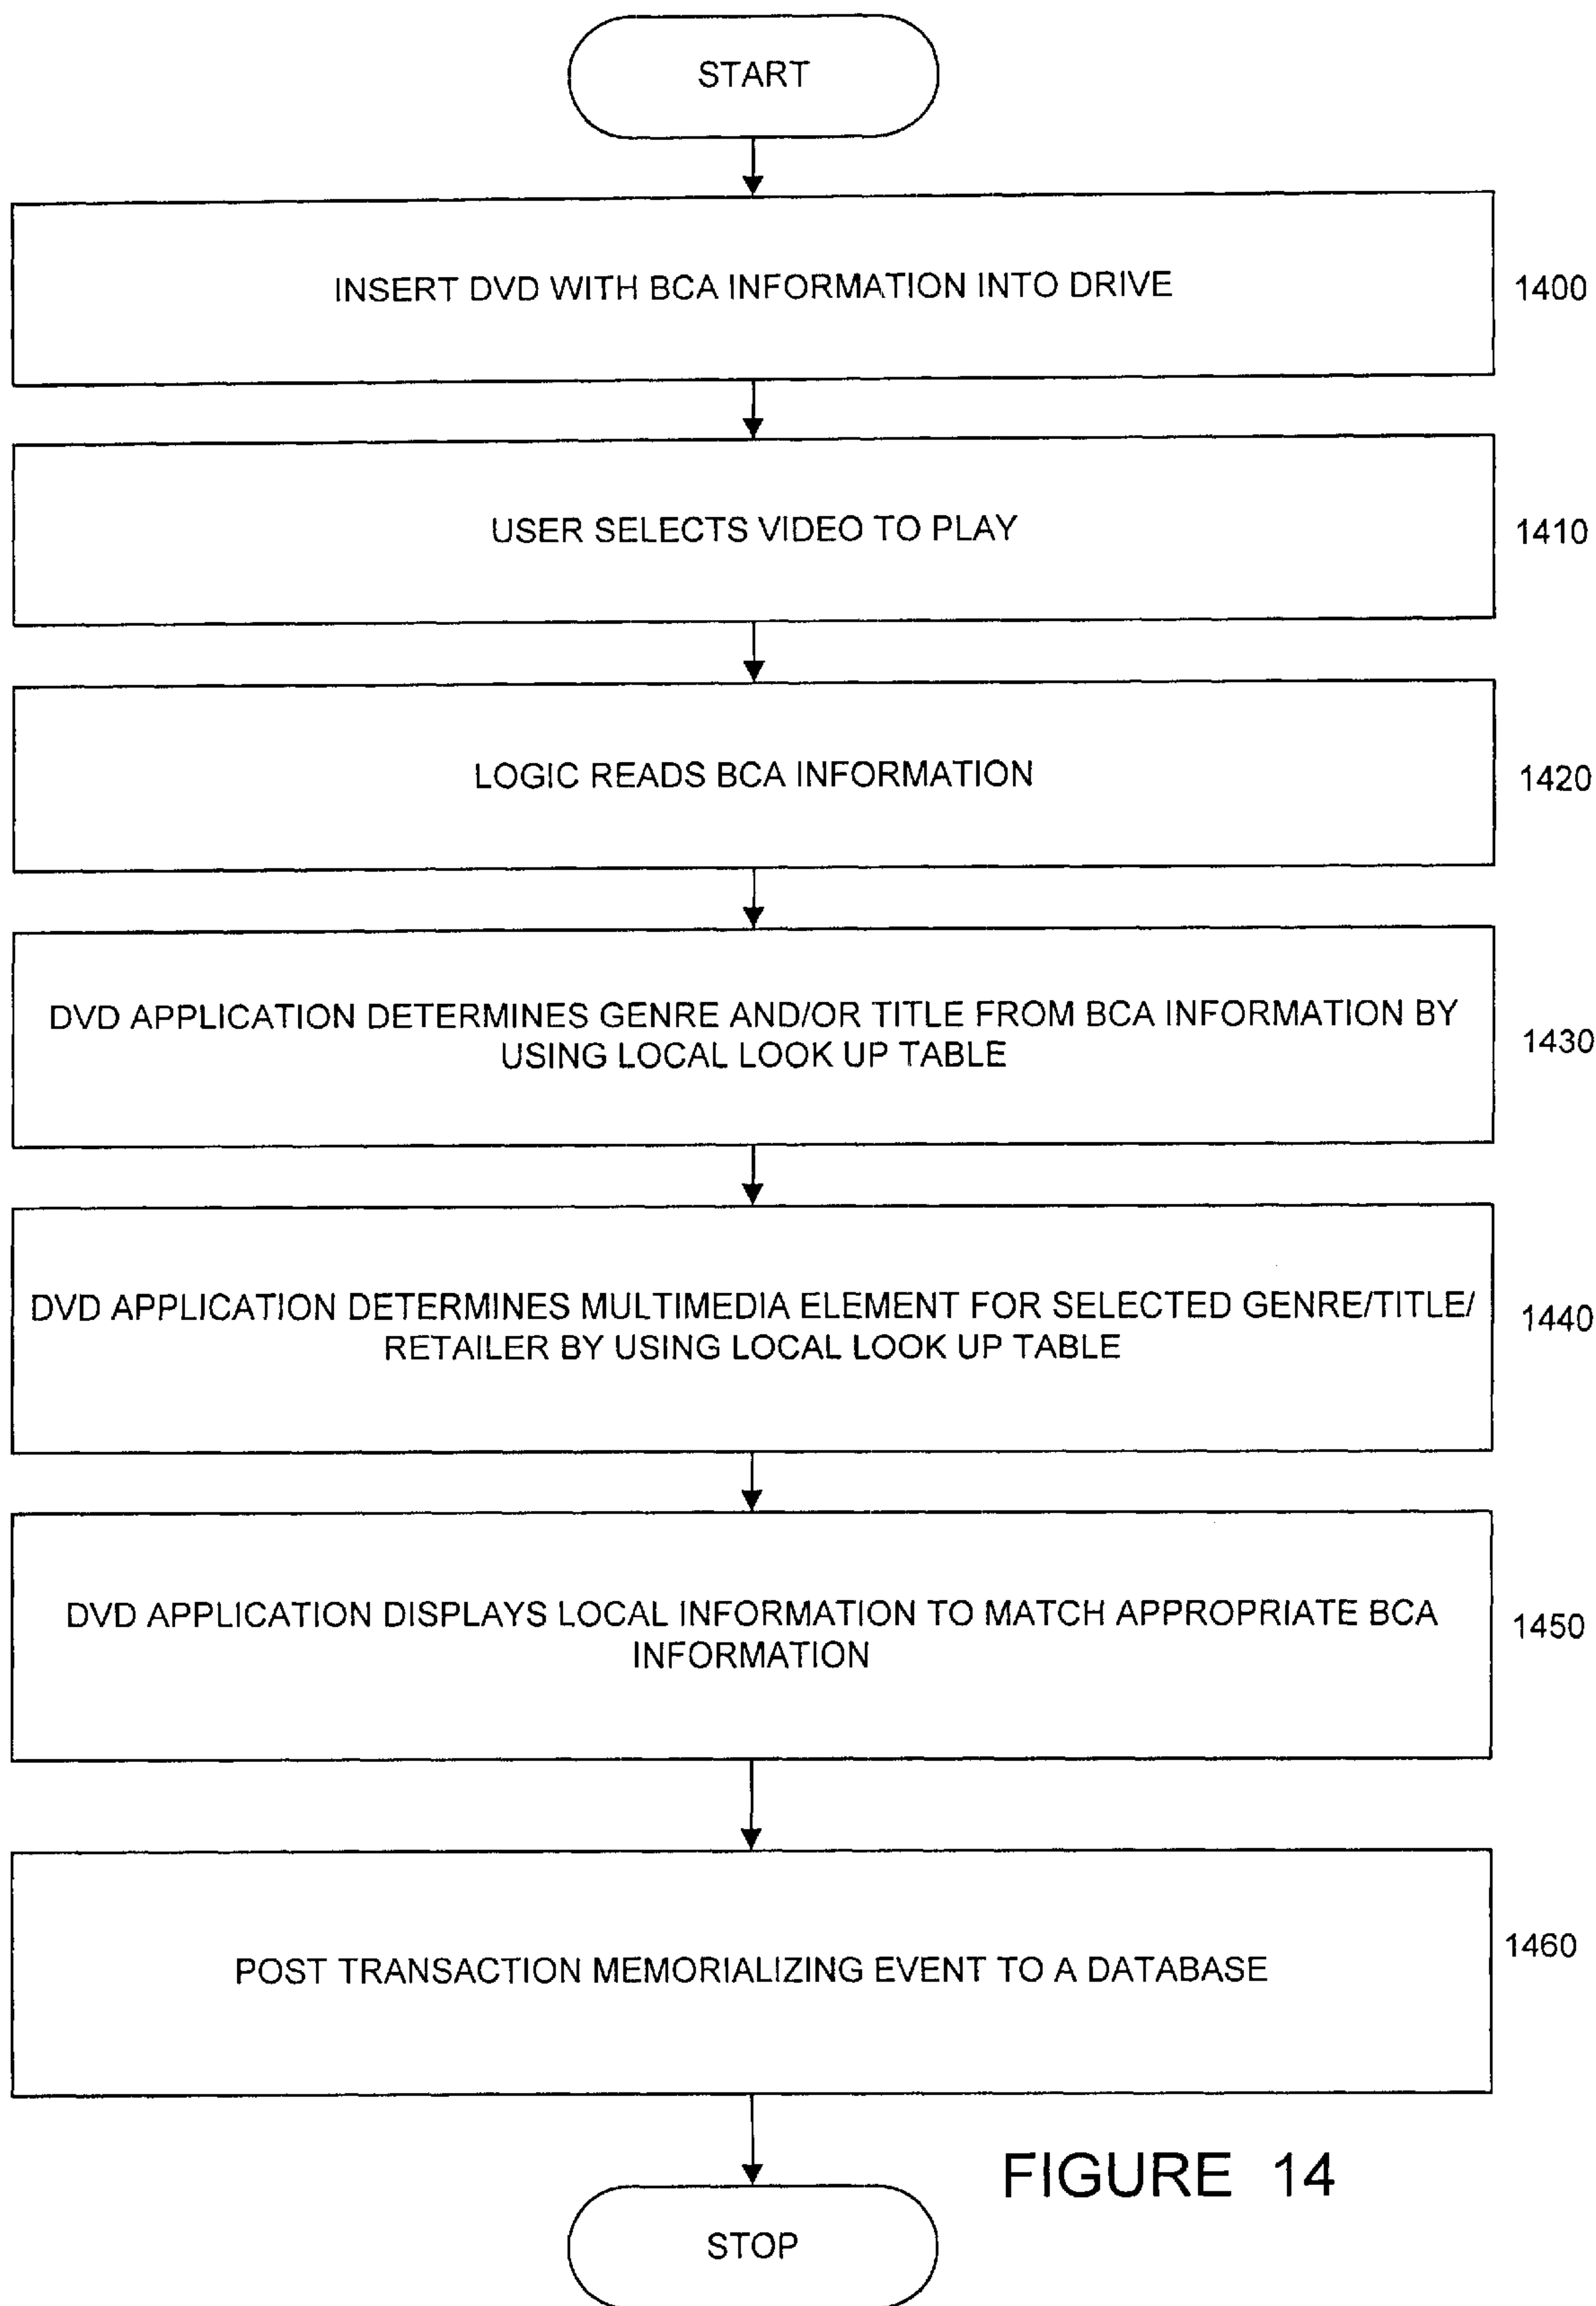 START
INSERT DVD WITH BCA INFORMATION INTO DRIVE
1400
USER SELECTS VIDEO TO PLAY
1410
LOGIC READS BCA INFORMATION
1420
DVD APPLICATION DETERMINES GENRE AND/OR TITLE FROM BCA INFORMATION BY
USING LOCAL LOOK UP TABLE
1430
DVD APPLICATION DETERMINES MULTIMEDIA ELEMENT FOR SELECTED GENRE/TITLE/
RETAILER BY USING LOCAL LOOK UP TABLE
1440
DVD APPLICATION DISPLAYS LOCAL INFORMATION TO MATCH APPROPRIATE BCA
INFORMATION
1450
POST TRANSACTION MEMORIALIZING EVENT TO A DATABASE
1460
FIGURE 14
STOP